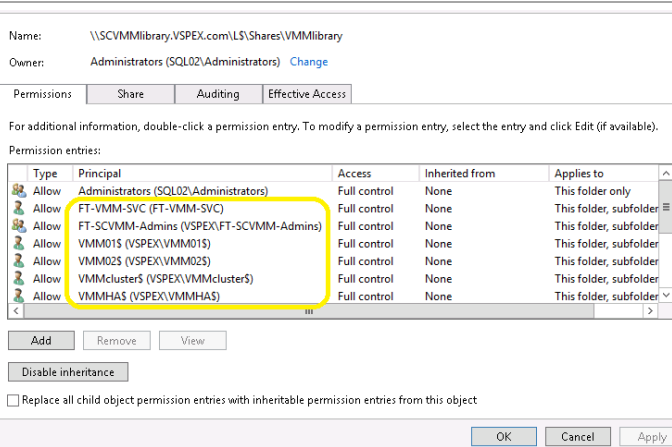 Name: \\SCVMMlibrary.VSPEX.com\L$\Shares\VMMlibrary
Owner: Administrators (SQL02\Administrators) Change
Permissions Share Auditing Effective Access
For additional information, double-click a permission entry. To modify a permission entry, select the entry and click Edit (if available).
Permission entries:
Type Principal Access Inherited from Applies to
Allow Administrators (SQL02\Administrators) Full control None This folder only
Allow FT-VMM-SVC (FT-VMM-SVC) Full control None This folder, subfolder
Allow FT-SCVMM-Admins (VSPEX\FT-SCVMM-Admins) Full control None This folder, subfolder
Allow VMM01$ (VSPEX\VMM01$) Full control None This folder, subfolder
Allow VMM02$ (VSPEX\VMM02$) Full control None This folder, subfolder
Allow VMMcluster$ (VSPEX\VMMcluster$) Full control None This folder, subfolder
Allow VMMHA$ (VSPEX\VMMHA$) Full control None This folder, subfolder
Add Remove View
Disable inheritance
Replace all child object permission entries with inheritable permission entries from this object
OK Cancel Apply